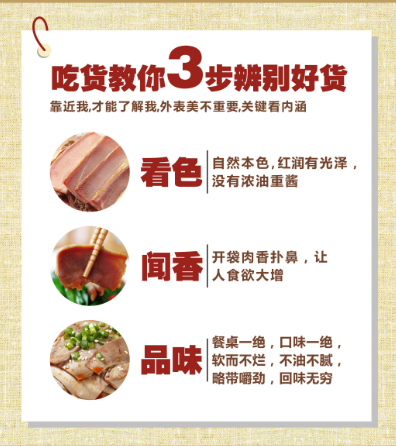 吃货教你3步辨别好货
靠近我,才能了解我,外表美不重要,关键看内涵
看色
自然本色,红润有光泽，
没有浓油重酱
闻香
开袋肉香扑鼻，让
人食欲大增
品味
餐桌一绝，口味一绝，
软而不烂，不油不腻，
略带嚼劲，回味无穷